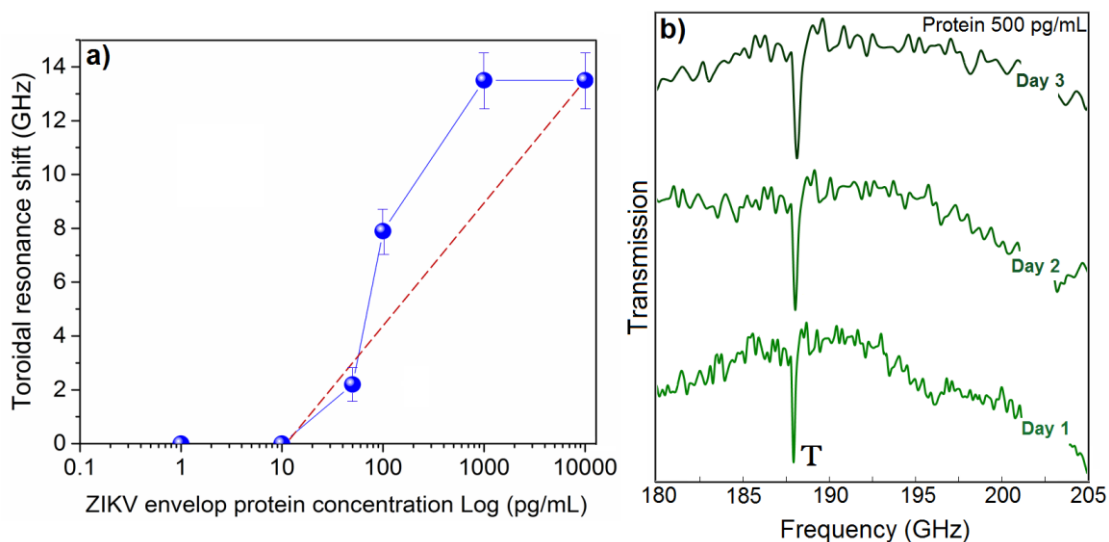 a)
Toroidal resonance shift (GHz)
14
12
10
8
6
4
2
0
0.1 1 10 100 1000 10000
ZIKV envelop protein concentration Log (pg/mL)
b)
Protein 500 pg/mL
Transmission
Day 3
Day 2
Day 1
T
180 185 190 195 200 205
Frequency (GHz)